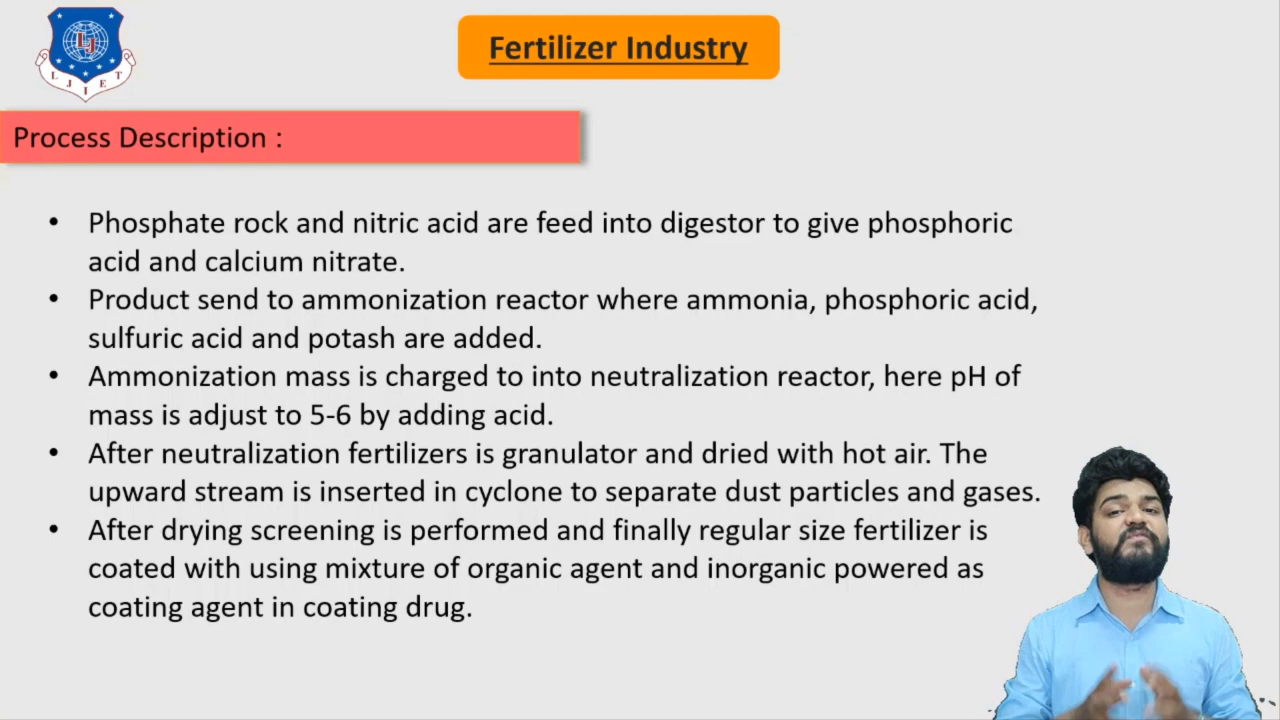 L J I E T
Fertilizer Industry
Process Description :
• Phosphate rock and nitric acid are feed into digestor to give phosphoric
acid and calcium nitrate.
• Product send to ammonization reactor where ammonia, phosphoric acid,
sulfuric acid and potash are added.
• Ammonization mass is charged to into neutralization reactor, here pH of
mass is adjust to 5-6 by adding acid.
• After neutralization fertilizers is granulator and dried with hot air. The
upward stream is inserted in cyclone to separate dust particles and gases.
• After drying screening is performed and finally regular size fertilizer is
coated with using mixture of organic agent and inorganic powered as
coating agent in coating drug.